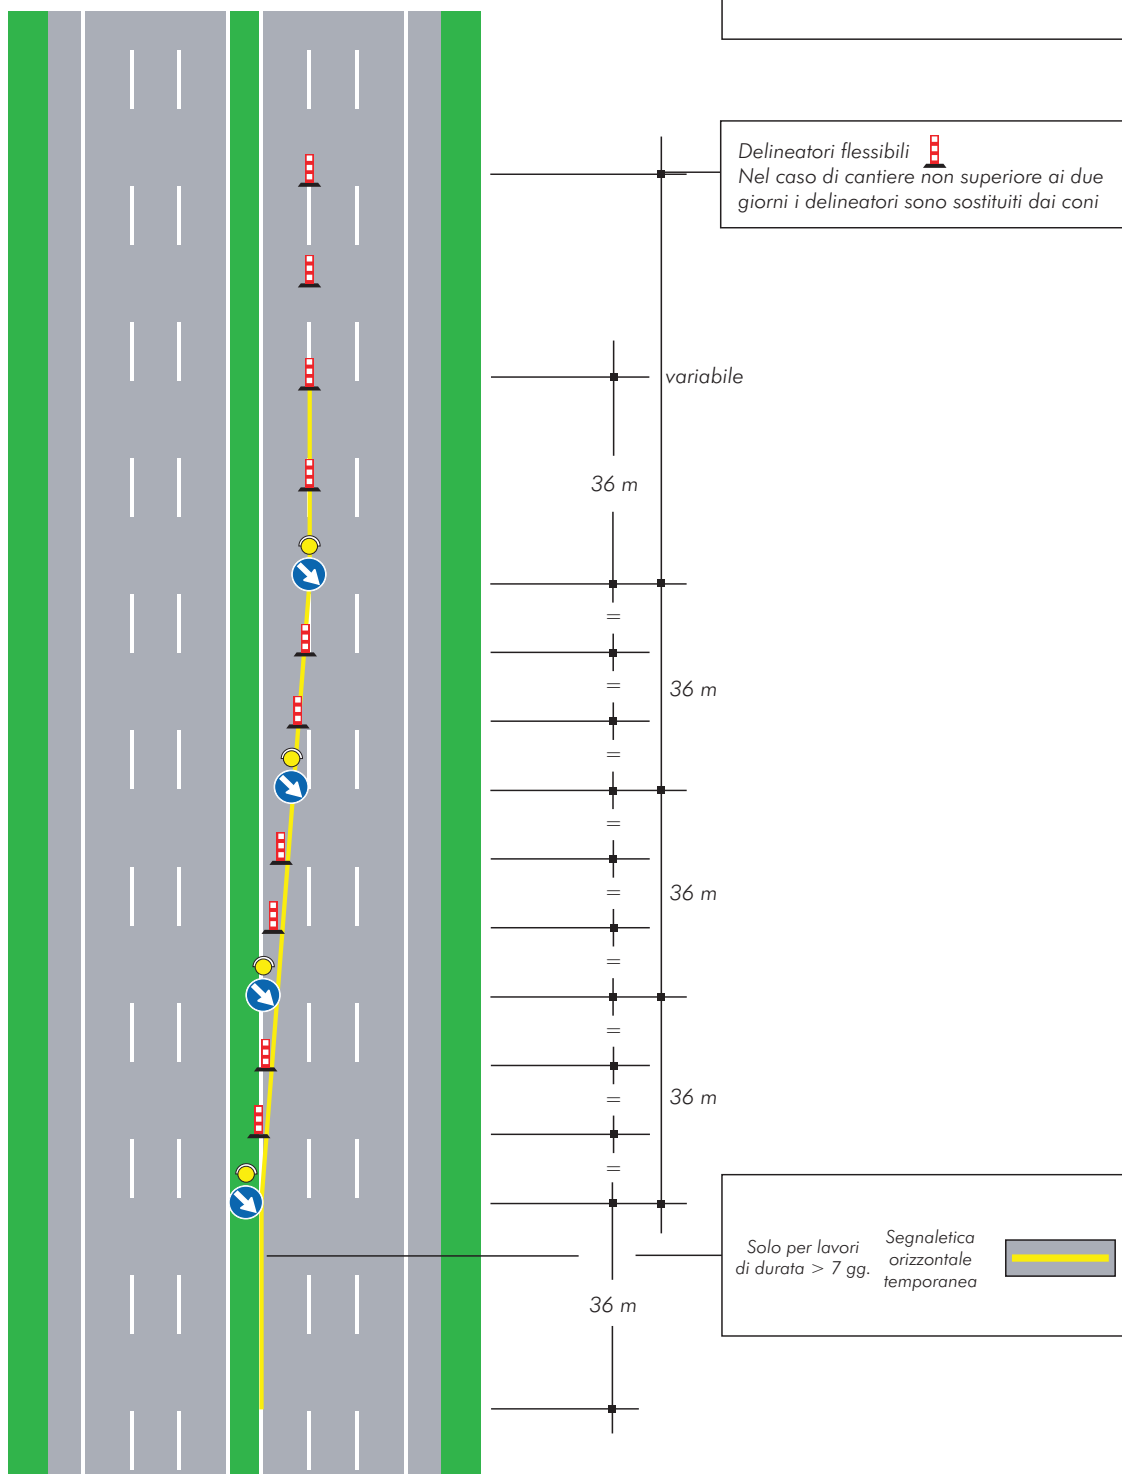 Delineatori flessibili
Nel caso di cantiere non superiore ai due
giorni i delineatori sono sostituiti dai coni
variabile
36 m
=
=
36 m
=
=
=
36 m
=
=
=
36 m
=
Solo per lavori
di durata > 7 gg.
Segnaletica
orizzontale
temporanea
36 m